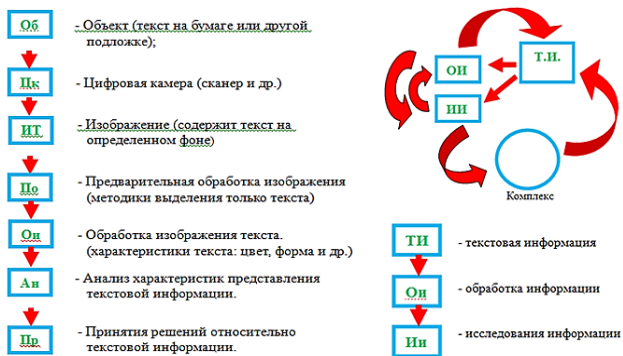 Об
- Объект (текст на бумаге или другой
подложке);
Цк
- Цифровая камера (сканер и др.)
ИТ
- Изображение (содержит текст на
определенном фоне)
По
- Предварительная обработка изображения
(методики выделения только текста)
Ои
- Обработка изображения текста.
(характеристики текста: цвет, форма и др.)
Ан
- Анализ характеристик представления
текстовой информации.
Пр
- Принятия решений относительно
текстовой информации.
ОИ
Т.И.
ИИ
Комплекс
ТИ
- текстовая информация
Ои
- обработка информации
Ии
- исследования информации